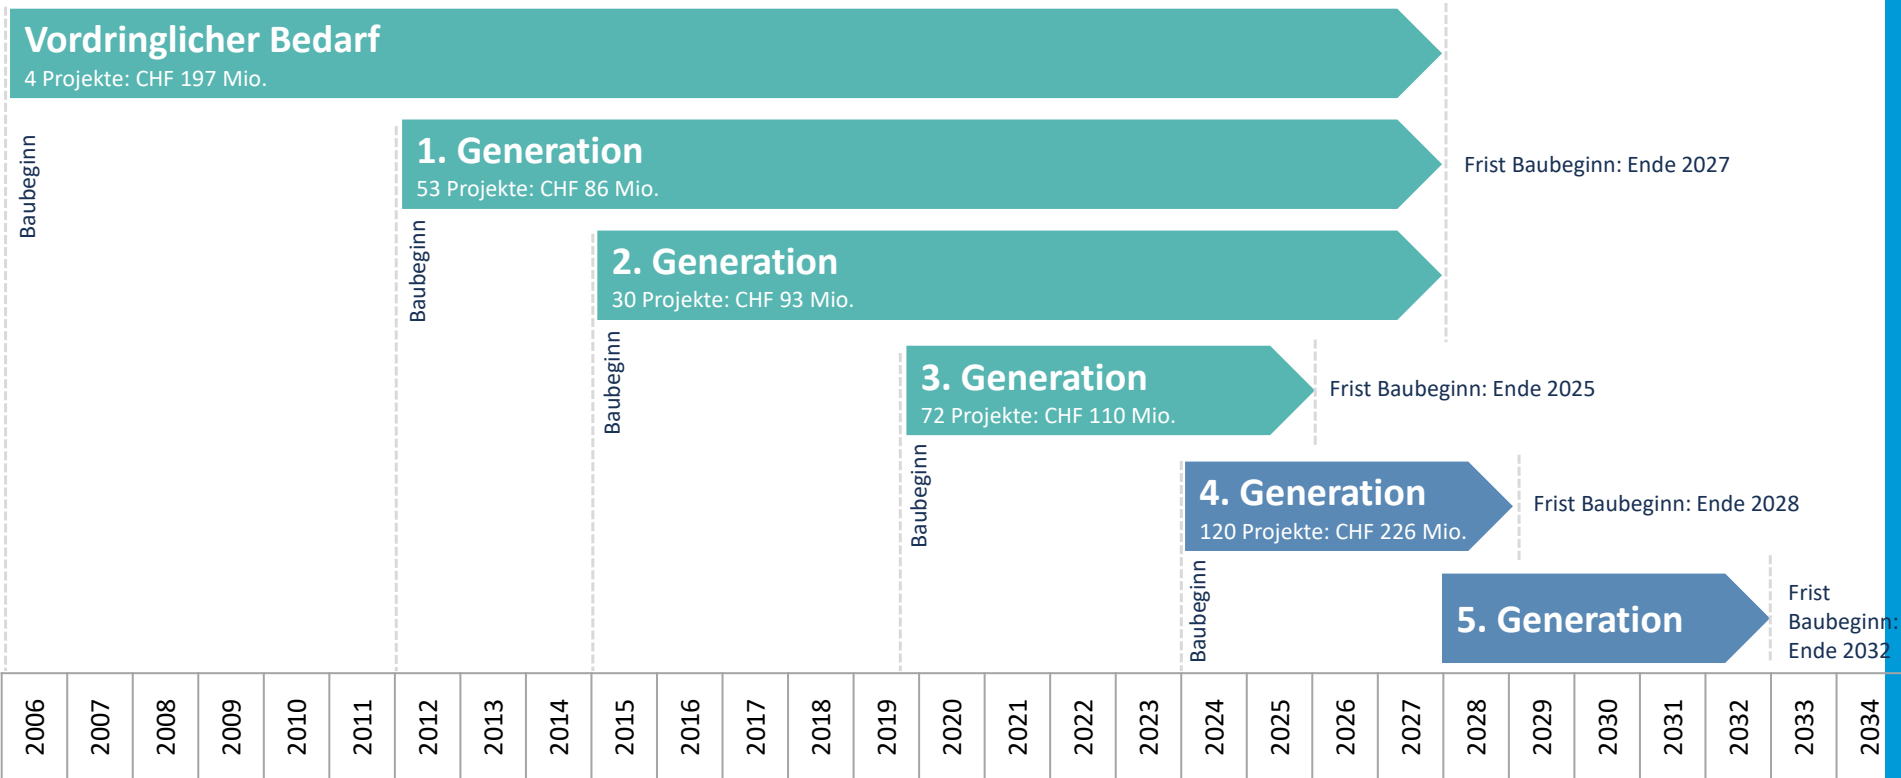 Vordringlicher Bedarf
4 Projekte: CHF 197 Mio.
Baubeginn
1. Generation
53 Projekte: CHF 86 Mio.
Frist Baubeginn: Ende 2027
Baubeginn
2. Generation
30 Projekte: CHF 93 Mio.
Baubeginn
3. Generation
72 Projekte: CHF 110 Mio.
Frist Baubeginn: Ende 2025
Baubeginn
4. Generation
120 Projekte: CHF 226 Mio.
Frist Baubeginn: Ende 2028
Baubeginn
5. Generation
Frist
Baubeginn:
Ende 2032
2006
2007
2008
2009
2010
2011
2012
2013
2014
2015
2016
2017
2018
2019
2020
2021
2022
2023
2024
2025
2026
2027
2028
2029
2030
2031
2032
2033
2034